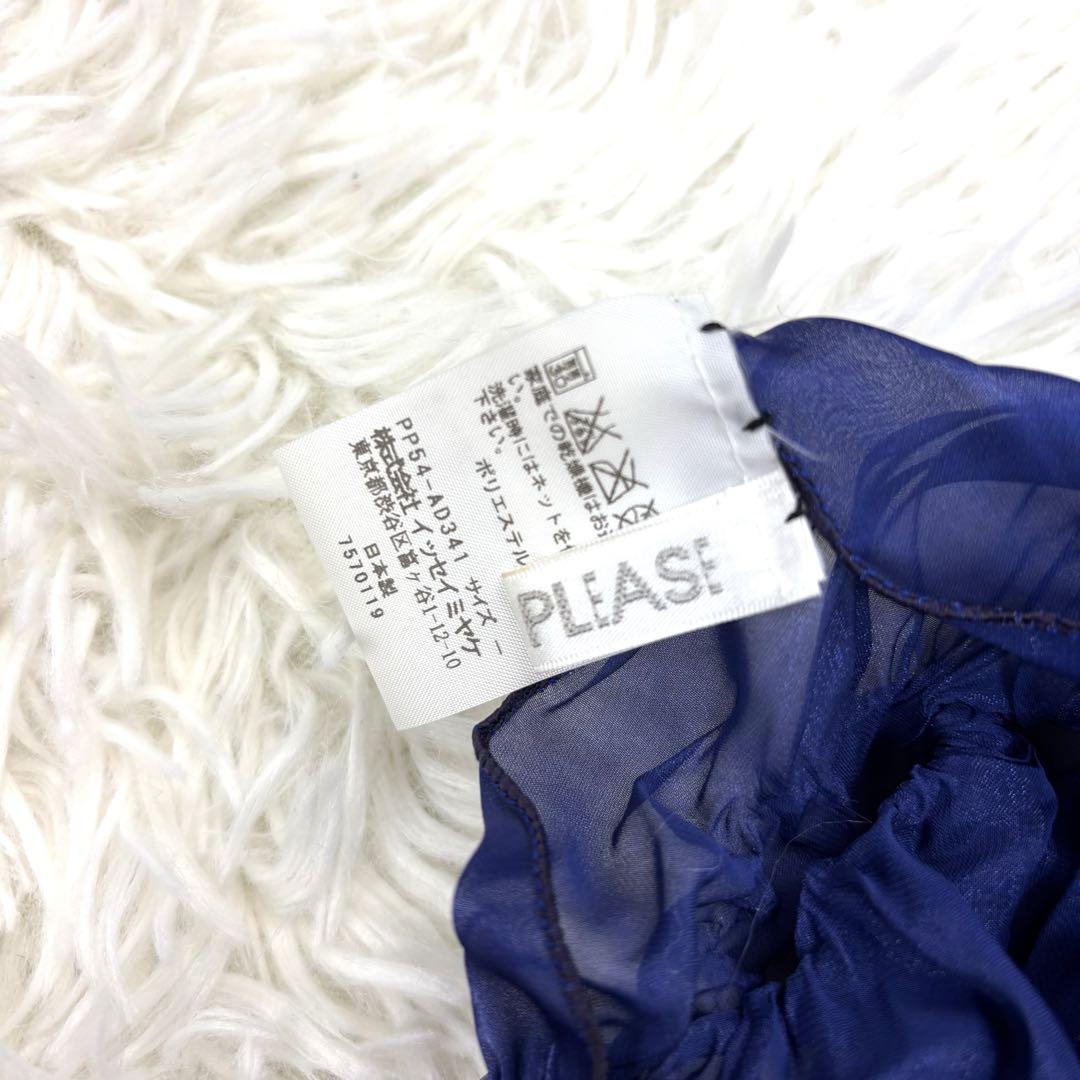 家庭での乾燥機はお
い。
洗濯時にはネットを
下さい。
ポリエステル
PP54-AD341 サイズ ー
株式会社 イッセイミヤケ
東京都渋谷区富ヶ谷1-12-10
日本製
7570119
PLEASE